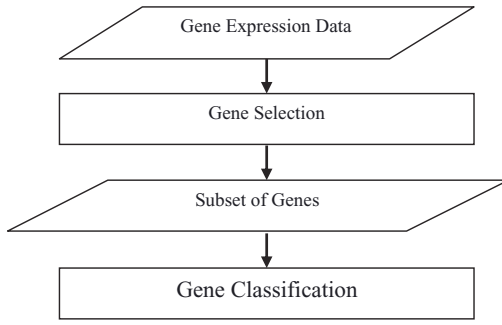 Gene Expression Data
Gene Selection
Subset of Genes
Gene Classification